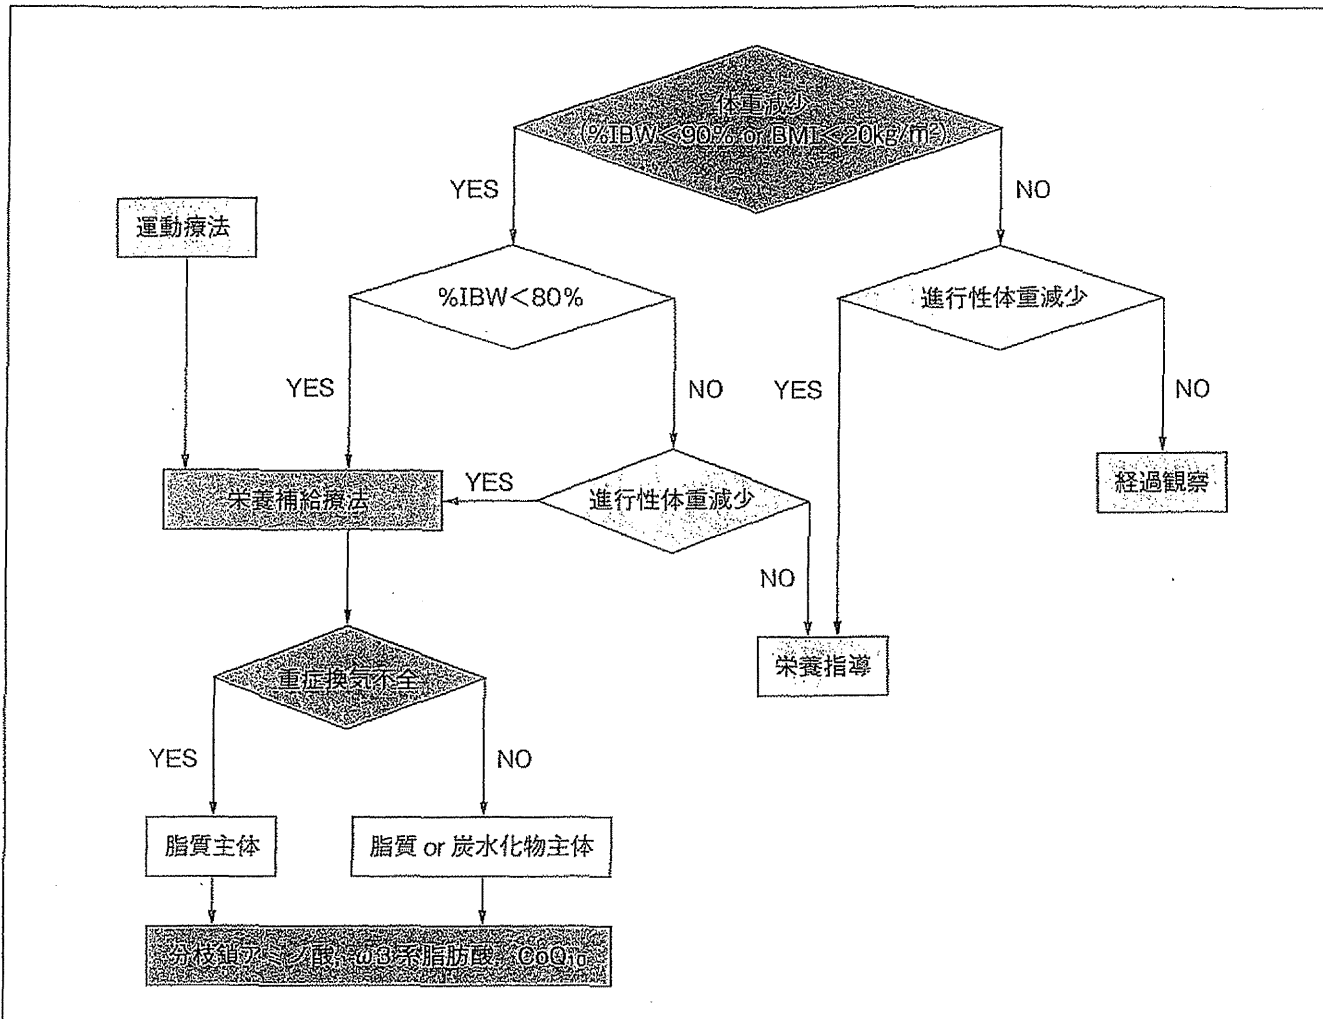 体重減少
(%IBW<90% or BMI<20kg/m²)
YES
NO
運動療法
%IBW<80%
進行性体重減少
YES
NO
YES
NO
栄養補給療法
YES
進行性体重減少
経過観察
NO
重症換気不全
栄養指導
YES
NO
脂質主体
脂質 or 炭水化物主体
分枝鎖アミノ酸, ω3系脂肪酸, CoQ₁₀